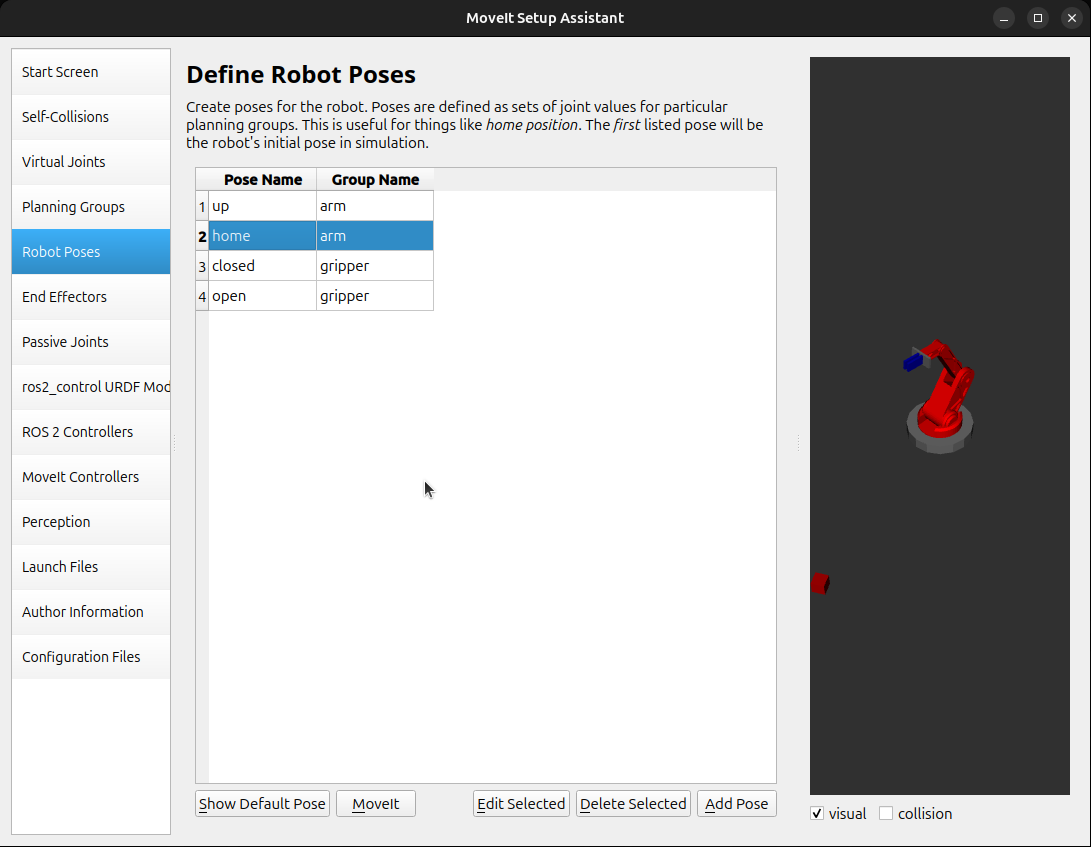 MoveIt Setup Assistant
Start Screen
Self-Collisions
Virtual Joints
Planning Groups
Robot Poses
End Effectors
Passive Joints
ros2_control URDF Mod
ROS 2 Controllers
MoveIt Controllers
Perception
Launch Files
Author Information
Configuration Files
Define Robot Poses
Create poses for the robot. Poses are defined as sets of joint values for particular
planning groups. This is useful for things like home position. The first listed pose will be
the robot's initial pose in simulation.
Pose Name Group Name
1 up arm
2 home arm
3 closed gripper
4 open gripper
Show Default Pose MoveIt Edit Selected Delete Selected Add Pose
visual collision